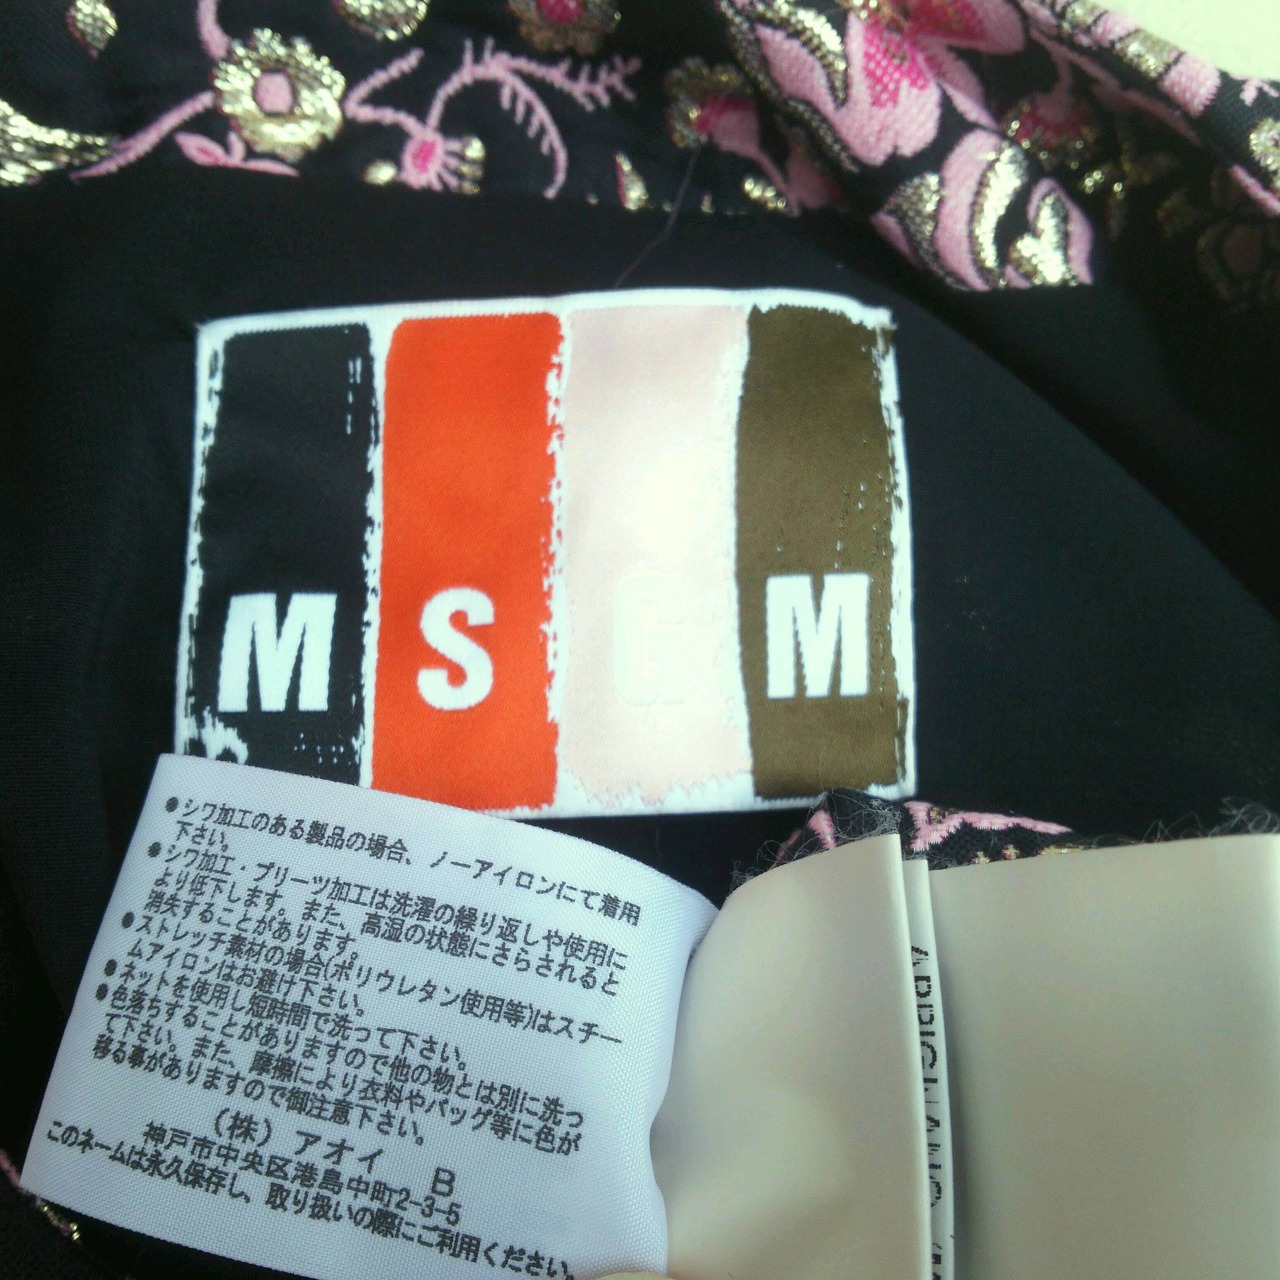 MSGM
●シワ加工のある製品の場合、ノーアイロンにて着用
下さい。
●シワ加工・プリーツ加工は洗濯の繰り返しや使用に
より低下します。また、高湿の状態にさらされると
消失することがあります。
●ストレッチ素材の場合(ポリウレタン使用等)はスチー
ムアイロンはお避け下さい。
●ネットを使用し短時間で洗って下さい。
●色落ちすることがありますので他の物とは別に洗っ
て下さい。また、摩擦により衣料やバッグ等に色が
移る事がありますので御注意下さい。
(株)アオイ B
神戸市中央区港島中町2-3-5
このネームは永久保存し、取り扱いの際にご利用ください。